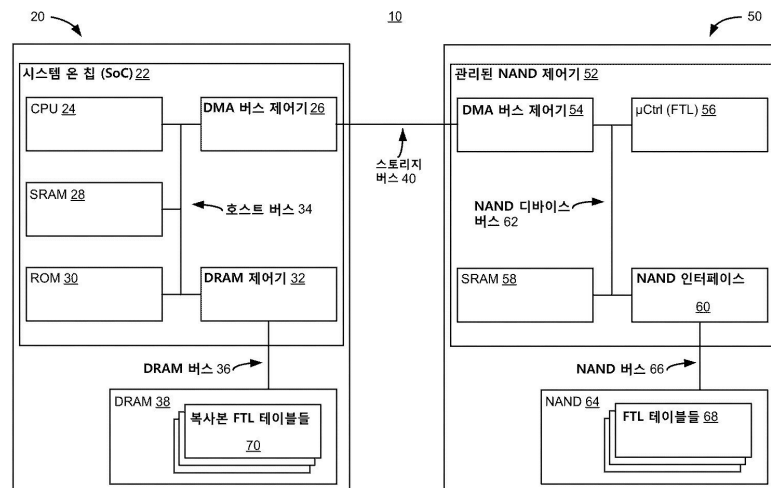 20
10
50
시스템 온 칩 (SoC) 22
CPU 24
DMA 버스 제어기 26
SRAM 28
호스트 버스 34
ROM 30
DRAM 제어기 32
DRAM 버스 36
DRAM 38
복사본 FTL 테이블들
70
스토리지
버스 40
관리된 NAND 제어기 52
DMA 버스 제어기 54
μCtrl (FTL) 56
NAND 디바이스
버스 62
SRAM 58
NAND 인터페이스
60
NAND 버스 66
NAND 64
FTL 테이블들 68